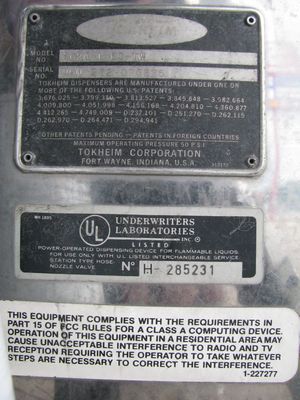 MODEL NO.
SERIAL NO.
TOKHEIM DISPENSERS ARE MANUFACTURED UNDER ONE OR
MORE OF THE FOLLOWING U.S. PATENTS:
OTHER PATENTS PENDING – PATENTS IN FOREIGN COUNTRIES
MAXIMUM OPERATING PRESSURE 50 P.S.I.
TOKHEIM CORPORATION
FORT WAYNE, INDIANA, U.S.A.
UL
UNDERWRITERS
LABORATORIES
INC ®
LISTED
POWER-OPERATED DISPENSING DEVICE FOR FLAMMABLE LIQUIDS
FOR USE ONLY WITH U.L. LISTED INTERCHANGEABLE SERVICE
STATION TYPE HOSE
NOZZLE VALVE
Nº H- 285231
THIS EQUIPMENT COMPLIES WITH THE REQUIREMENTS IN
PART 15 OF FCC RULES FOR A CLASS A COMPUTING DEVICE.
OPERATION OF THIS EQUIPMENT IN A RESIDENTIAL AREA MAY
CAUSE UNACCEPTABLE INTERFERENCE TO RADIO AND TV
RECEPTION REQUIRING THE OPERATOR TO TAKE WHATEVER
STEPS ARE NECESSARY TO CORRECT THE INTERFERENCE.
1-227277